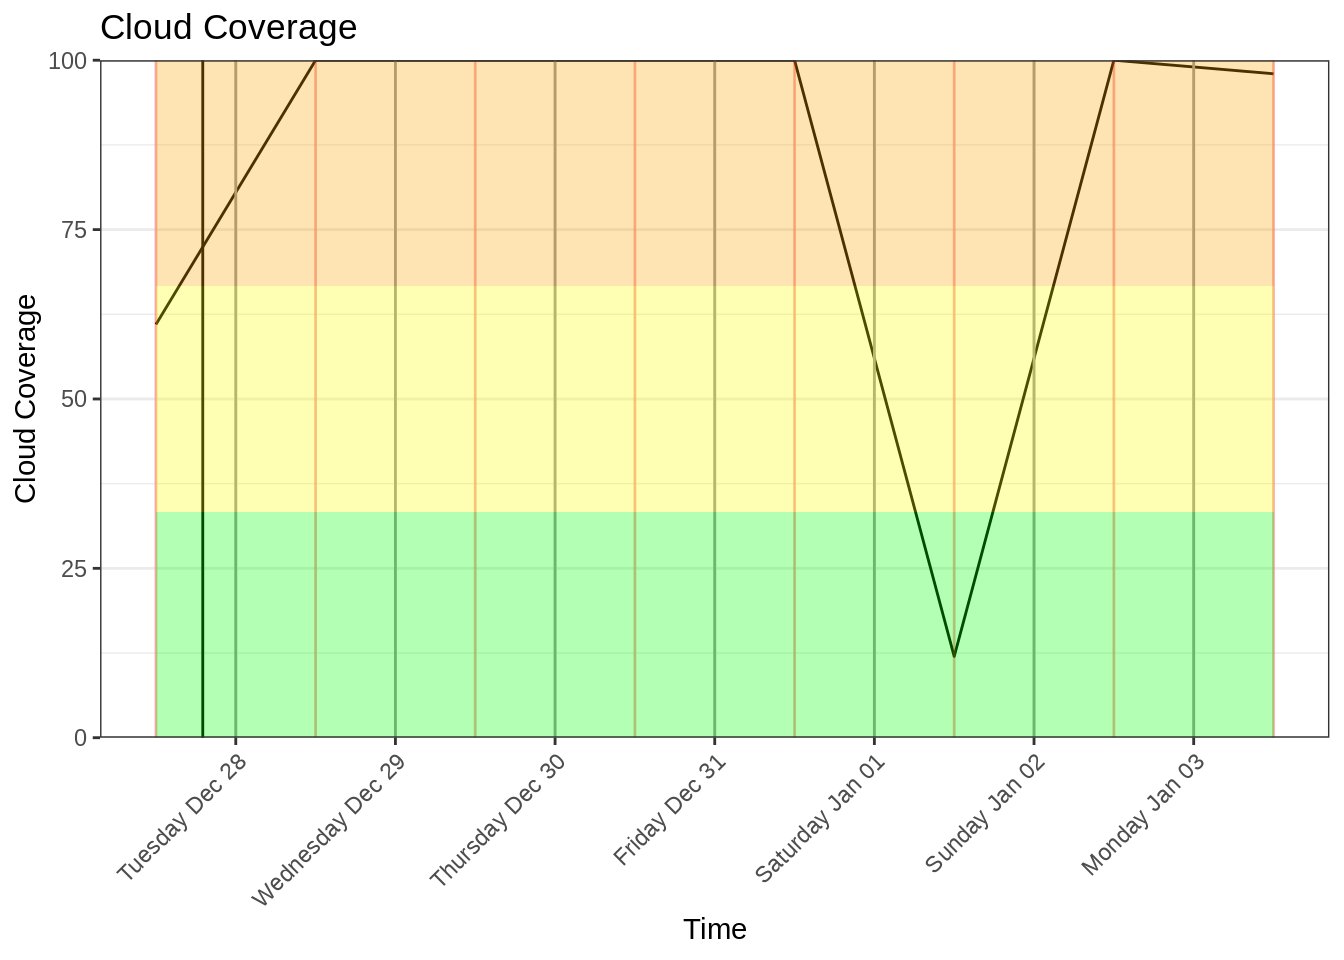 Cloud Coverage
100
75
50
25
0
Cloud Coverage
Tuesday Dec 28
Wednesday Dec 29
Thursday Dec 30
Friday Dec 31
Saturday Jan 01
Sunday Jan 02
Monday Jan 03
Time